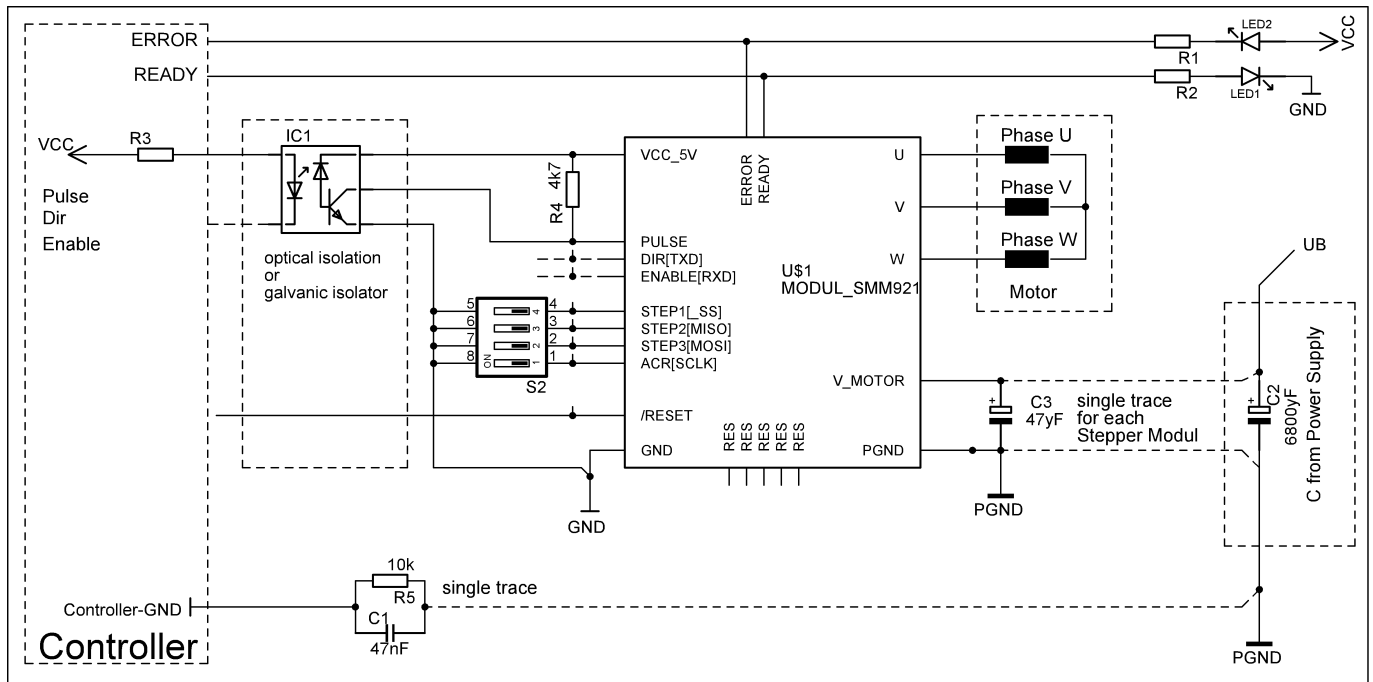 ERROR
READY
R1
LED2
VCC
R2
LED1
GND
VCC
R3
IC1
Pulse
Dir
Enable
optical isolation
or
galvanic isolator
4k7
R4
VCC_5V
PULSE
DIR[TXD]
ENABLE[RXD]
STEP1[_SS]
STEP2[MISO]
STEP3[MOSI]
ACR[SCLK]
/RESET
GND
ERROR
READY
U
V
W
U$1
MODUL_SMM921
V_MOTOR
PGND
RES
RES
RES
RES
RES
5
6
7
8
4
3
2
1
4
3
2
1
ON
S2
GND
Phase U
Phase V
Phase W
Motor
UB
C3
47yF
single trace
for each
Stepper Modul
PGND
C2
6800yF
C from Power Supply
+
+
10k
R5
C1
47nF
single trace
Controller-GND
Controller
PGND